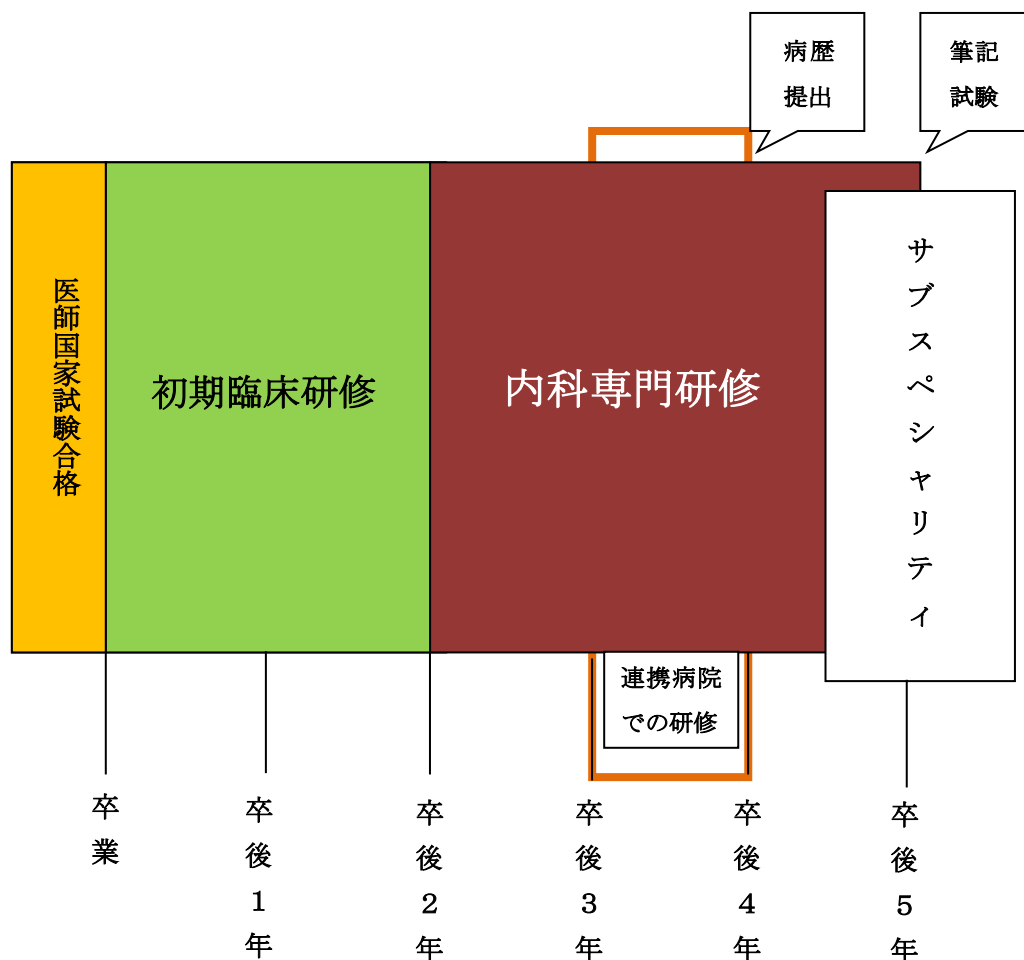 病歴
提出
筆記
試験
医師国家試験合格
初期臨床研修
内科専門研修
サブスペシャリティ
連携病院
での研修
卒業
卒後1年
卒後2年
卒後3年
卒後4年
卒後5年